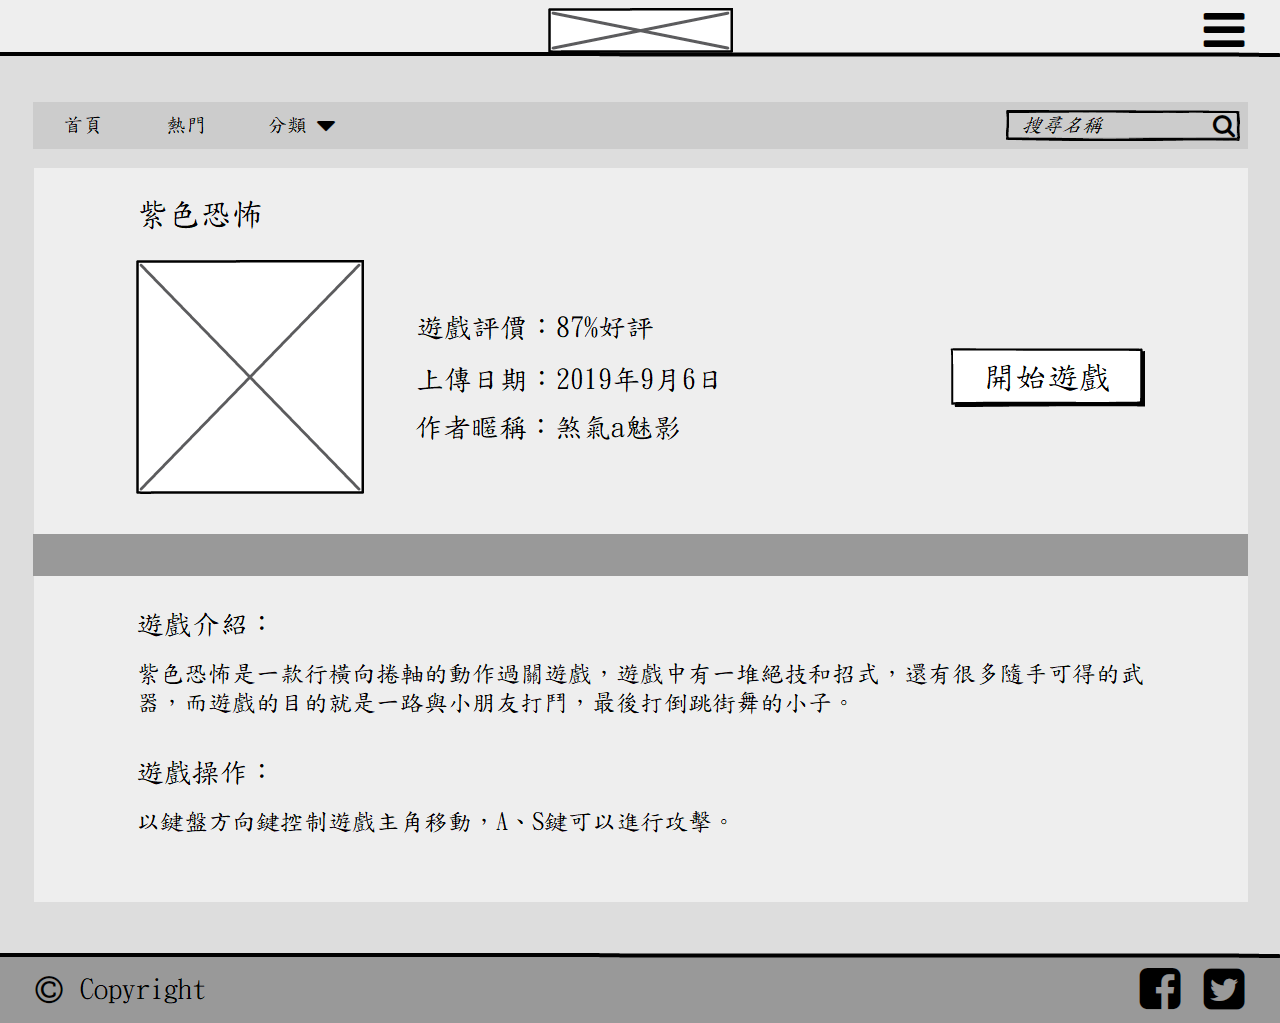 首頁 熱門 分類 搜尋名稱
紫色恐怖
遊戲評價：87%好評
上傳日期：2019年9月6日
作者暱稱：煞氣a魅影
開始遊戲
遊戲介紹：
紫色恐怖是一款行橫向捲軸的動作過關遊戲，遊戲中有一堆絕技和招式，還有很多隨手可得的武
器，而遊戲的目的就是一路與小朋友打鬥，最後打倒跳街舞的小子。
遊戲操作：
以鍵盤方向鍵控制遊戲主角移動，A、S鍵可以進行攻擊。
© Copyright